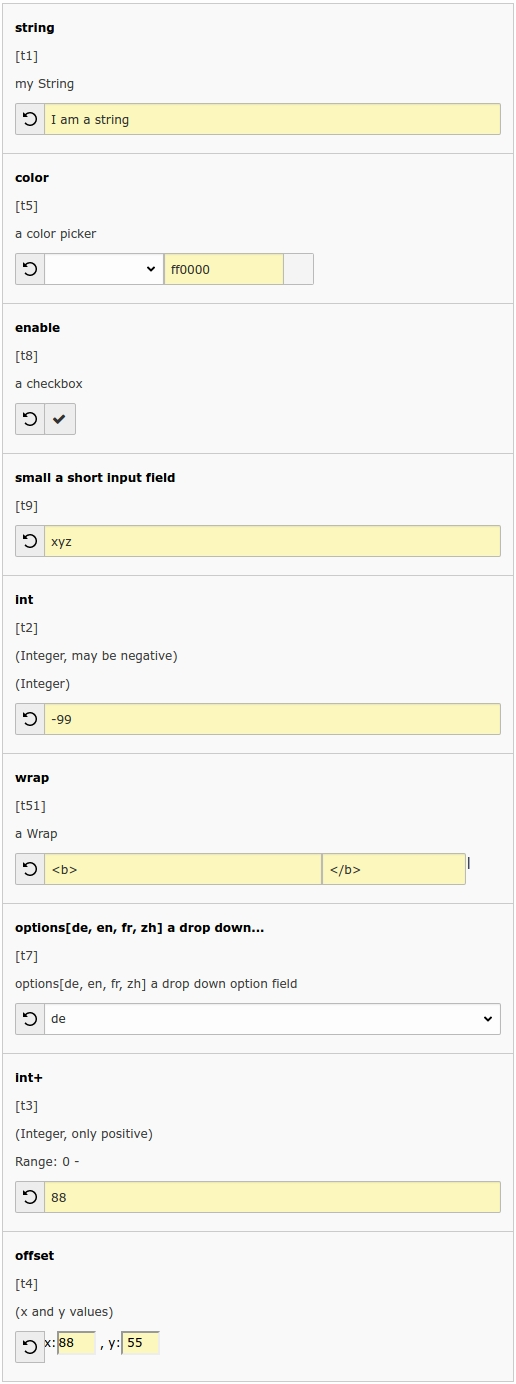 string
[t1]
my String
I am a string
color
[t5]
a color picker
ff0000
enable
[t8]
a checkbox
small a short input field
[t9]
xyz
int
[t2]
(Integer, may be negative)
(Integer)
-99
wrap
[t51]
a Wrap
<b> </b> |
options[de, en, fr, zh] a drop down...
[t7]
options[de, en, fr, zh] a drop down option field
de
int+
[t3]
(Integer, only positive)
Range: 0 -
88
offset
[t4]
(x and y values)
x: 88 , y: 55